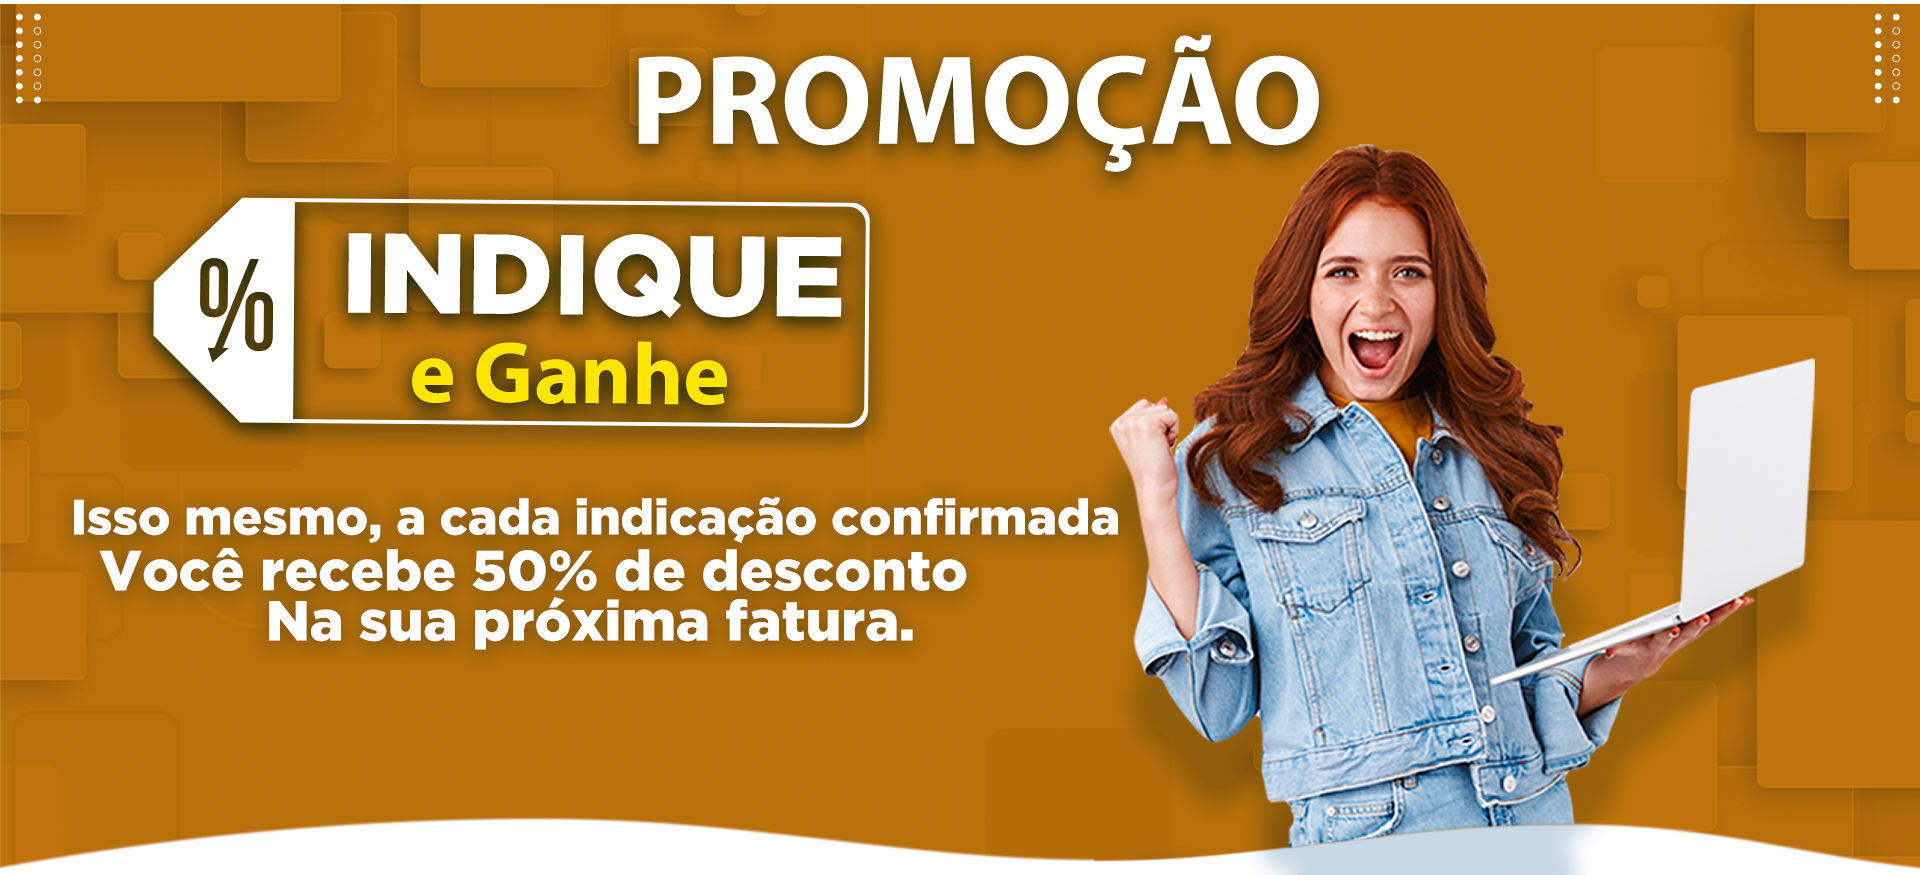 PROMOÇÃO
%
INDIQUE
e Ganhe
Isso mesmo, a cada indicação confirmada
Você recebe 50% de desconto
Na sua próxima fatura.